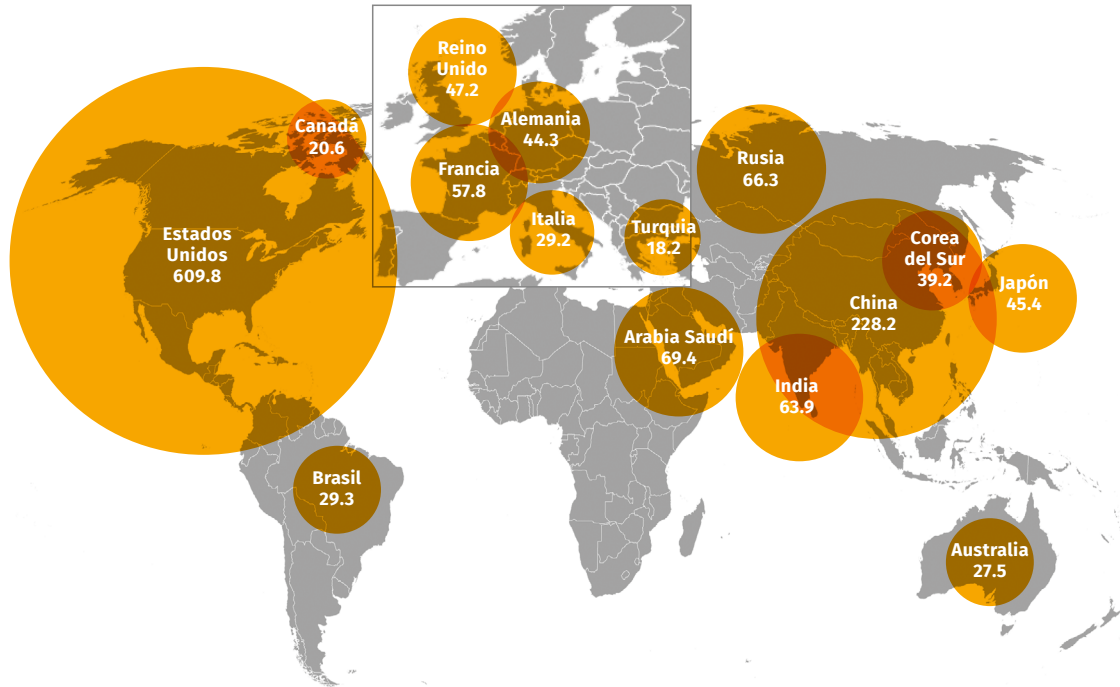 Reino
Unido
47.2
Canadá
20.6
Alemania
44.3
Francia
57.8
Rusia
66.3
Italia
29.2
Turquia
18.2
Estados
Unidos
609.8
Corea
del Sur
39.2
Japón
45.4
China
228.2
Arabia Saudí
69.4
India
63.9
Brasil
29.3
Australia
27.5